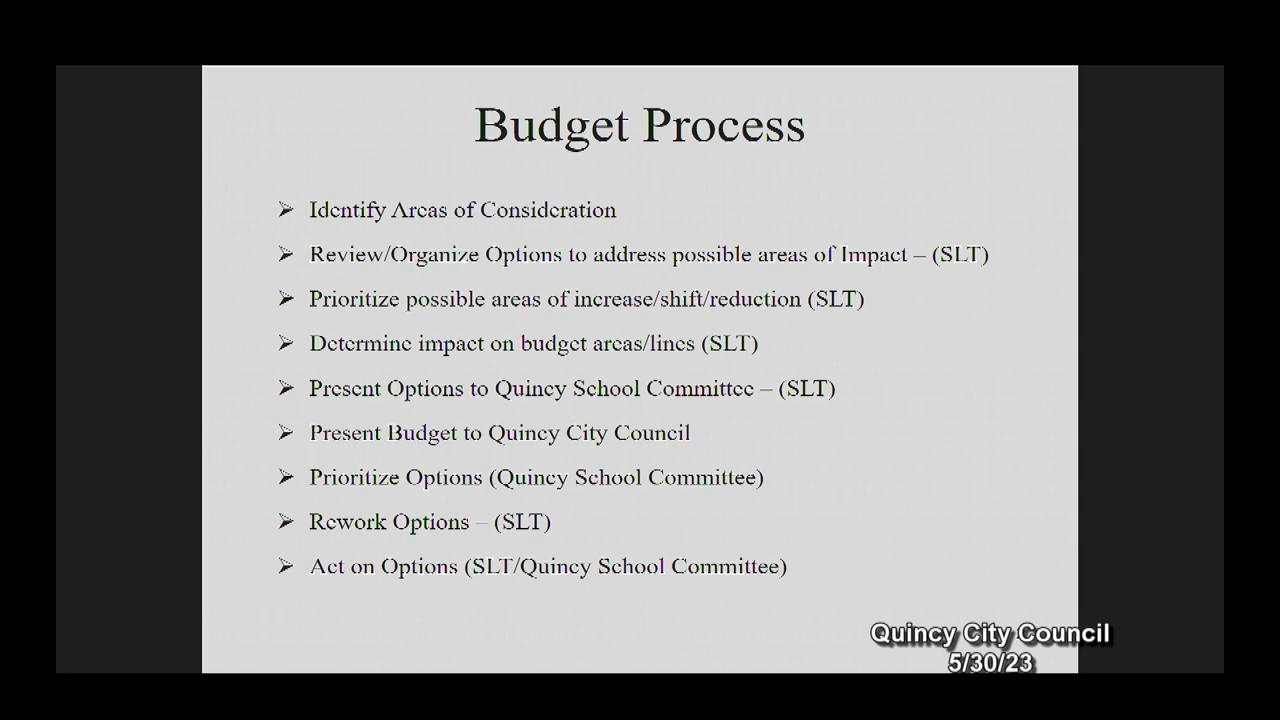 Budget Process
➢ Identify Areas of Consideration
➢ Review/Organize Options to address possible areas of Impact – (SLT)
➢ Prioritize possible areas of increase/shift/reduction (SLT)
➢ Determine impact on budget areas/lines (SLT)
➢ Present Options to Quincy School Committee – (SLT)
➢ Present Budget to Quincy City Council
➢ Prioritize Options (Quincy School Committee)
➢ Rework Options – (SLT)
➢ Act on Options (SLT/Quincy School Committee)
Quincy City Council
5/30/23